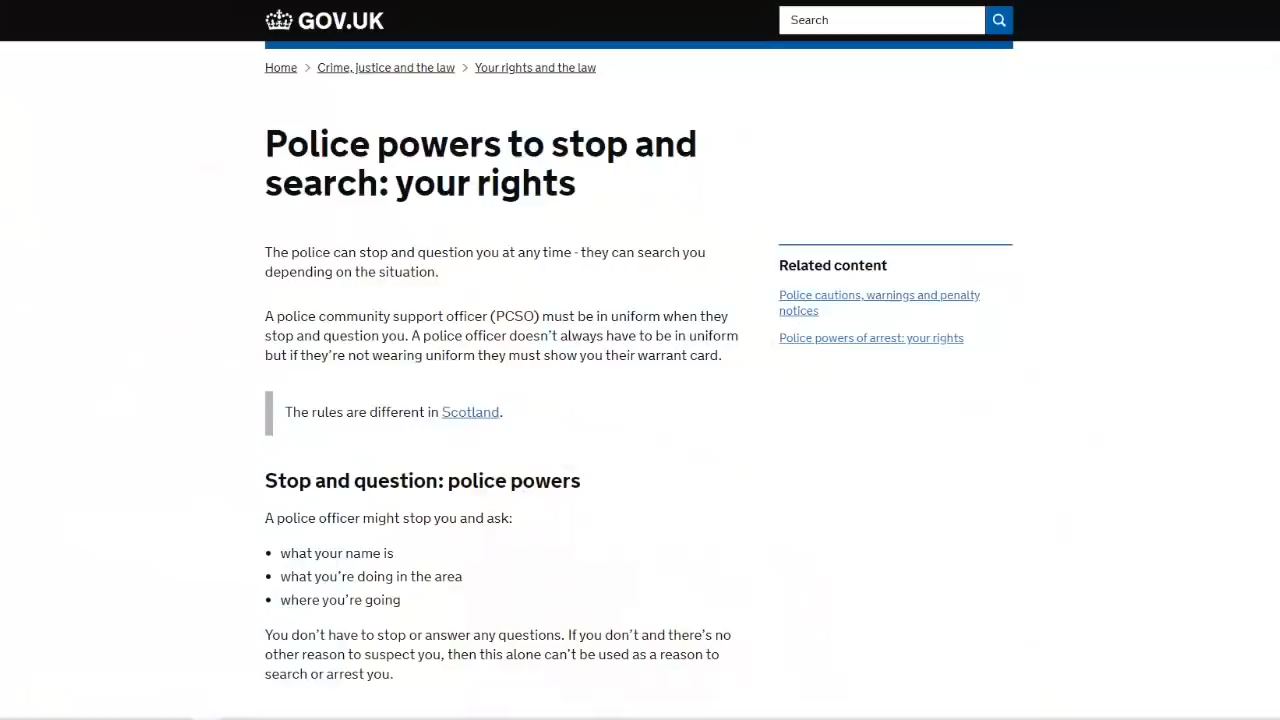 GOV.UK
Search
Home > Crime, justice and the law > Your rights and the law
Police powers to stop and
search: your rights
The police can stop and question you at any time - they can search you
depending on the situation.
A police community support officer (PCSO) must be in uniform when they
stop and question you. A police officer doesn’t always have to be in uniform
but if they’re not wearing uniform they must show you their warrant card.
The rules are different in Scotland.
Stop and question: police powers
A police officer might stop you and ask:
• what your name is
• what you’re doing in the area
• where you’re going
You don’t have to stop or answer any questions. If you don’t and there’s no
other reason to suspect you, then this alone can’t be used as a reason to
search or arrest you.
Related content
Police cautions, warnings and penalty
notices
Police powers of arrest: your rights